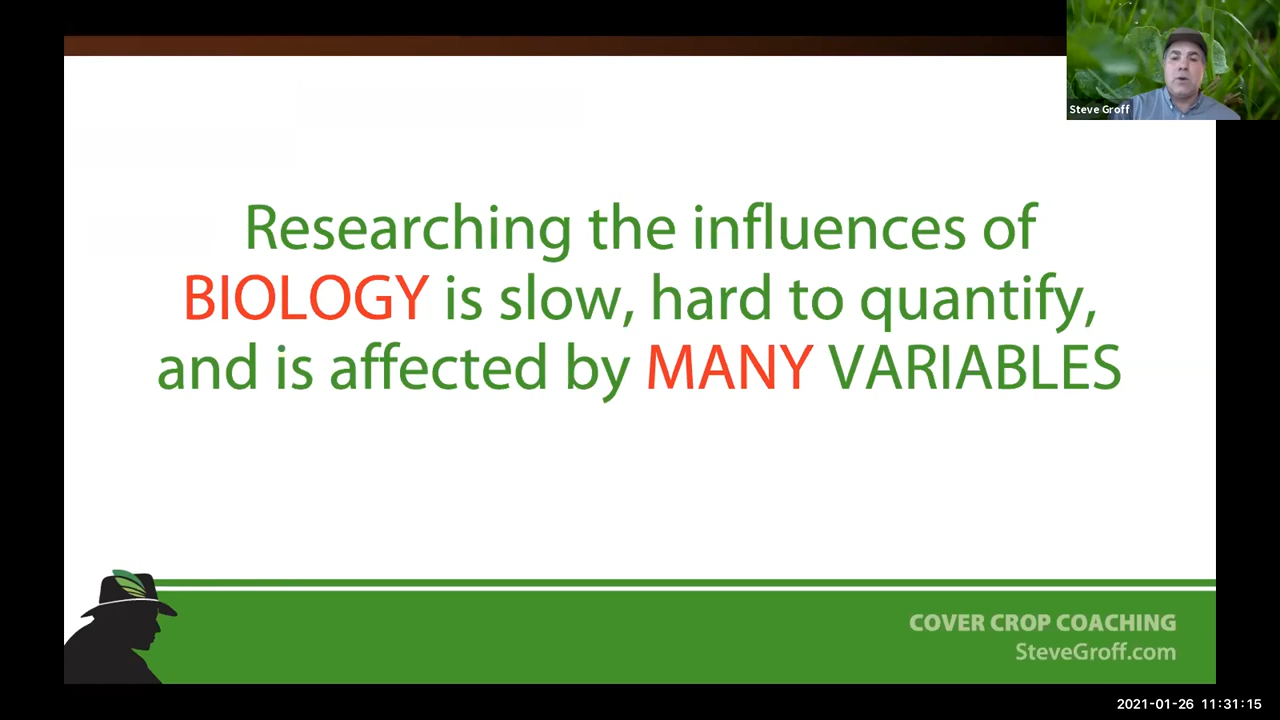 Steve Groff
Researching the influences of
BIOLOGY is slow, hard to quantify,
and is affected by MANY VARIABLES
COVER CROP COACHING
SteveGroff.com
2021-01-26 11:31:15